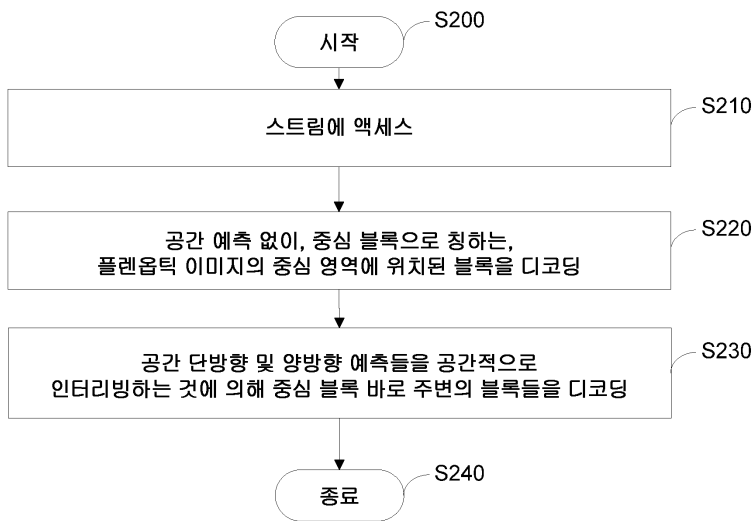 시작
S200
스트림에 액세스
S210
공간 예측 없이, 중심 블록으로 칭하는,
플렌옵틱 이미지의 중심 영역에 위치된 블록을 디코딩
S220
공간 단방향 및 양방향 예측들을 공간적으로
인터리빙하는 것에 의해 중심 블록 바로 주변의 블록들을 디코딩
S230
종료
S240